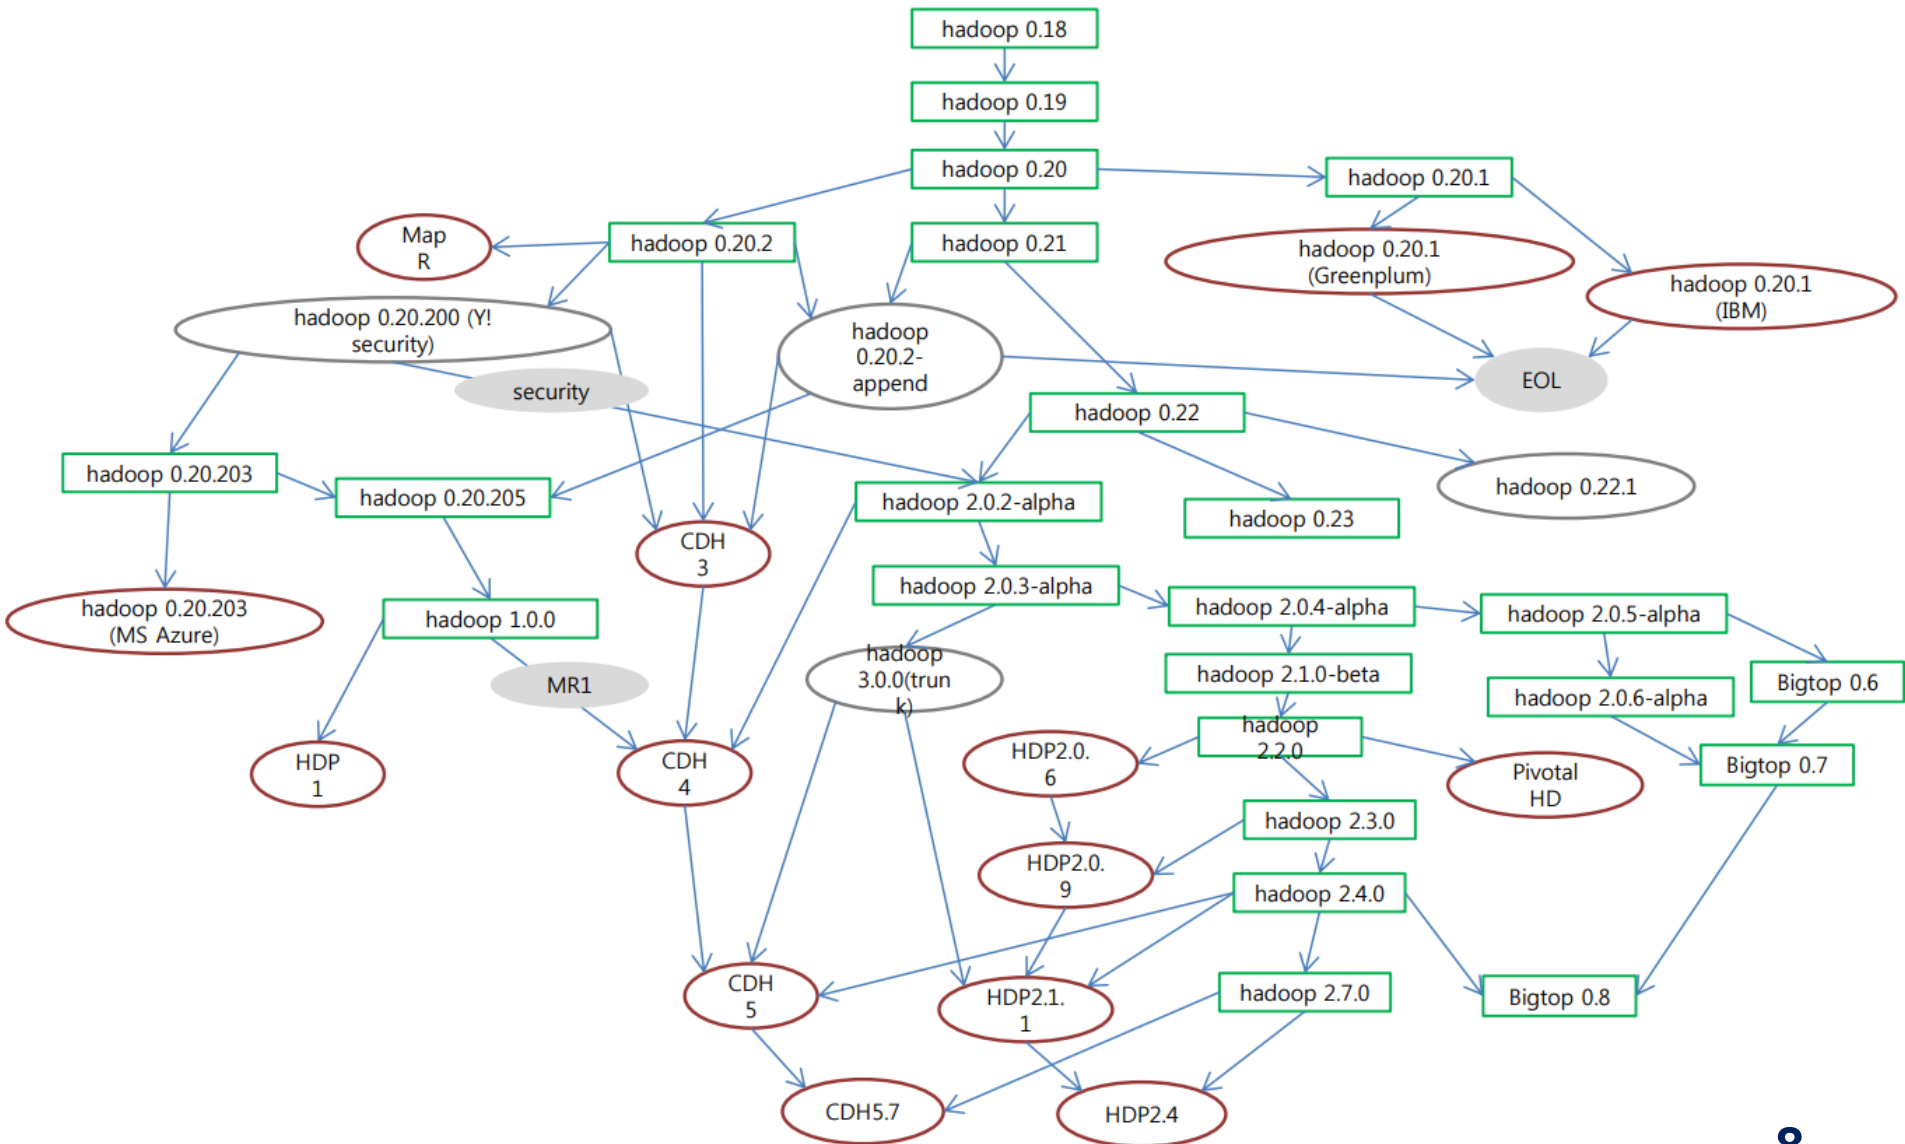 hadoop 0.18
hadoop 0.19
hadoop 0.20
hadoop 0.20.1
Map
R
hadoop 0.20.2
hadoop 0.21
hadoop 0.20.1
(Greenplum)
hadoop 0.20.1
(IBM)
hadoop 0.20.200 (Y!
security)
hadoop
0.20.2-
append
security
EOL
hadoop 0.22
hadoop 0.20.203
hadoop 0.20.205
hadoop 2.0.2-alpha
hadoop 0.23
hadoop 0.22.1
CDH
3
hadoop 2.0.3-alpha
hadoop 0.20.203
(MS Azure)
hadoop 1.0.0
hadoop 2.0.4-alpha
hadoop 2.0.5-alpha
MR1
hadoop
3.0.0(trun
k)
hadoop 2.1.0-beta
hadoop 2.0.6-alpha
Bigtop 0.6
HDP
1
CDH
4
HDP2.0.
6
hadoop
2.2.0
Pivotal
HD
Bigtop 0.7
hadoop 2.3.0
HDP2.0.
9
hadoop 2.4.0
CDH
5
HDP2.1.
1
hadoop 2.7.0
Bigtop 0.8
CDH5.7
HDP2.4
8